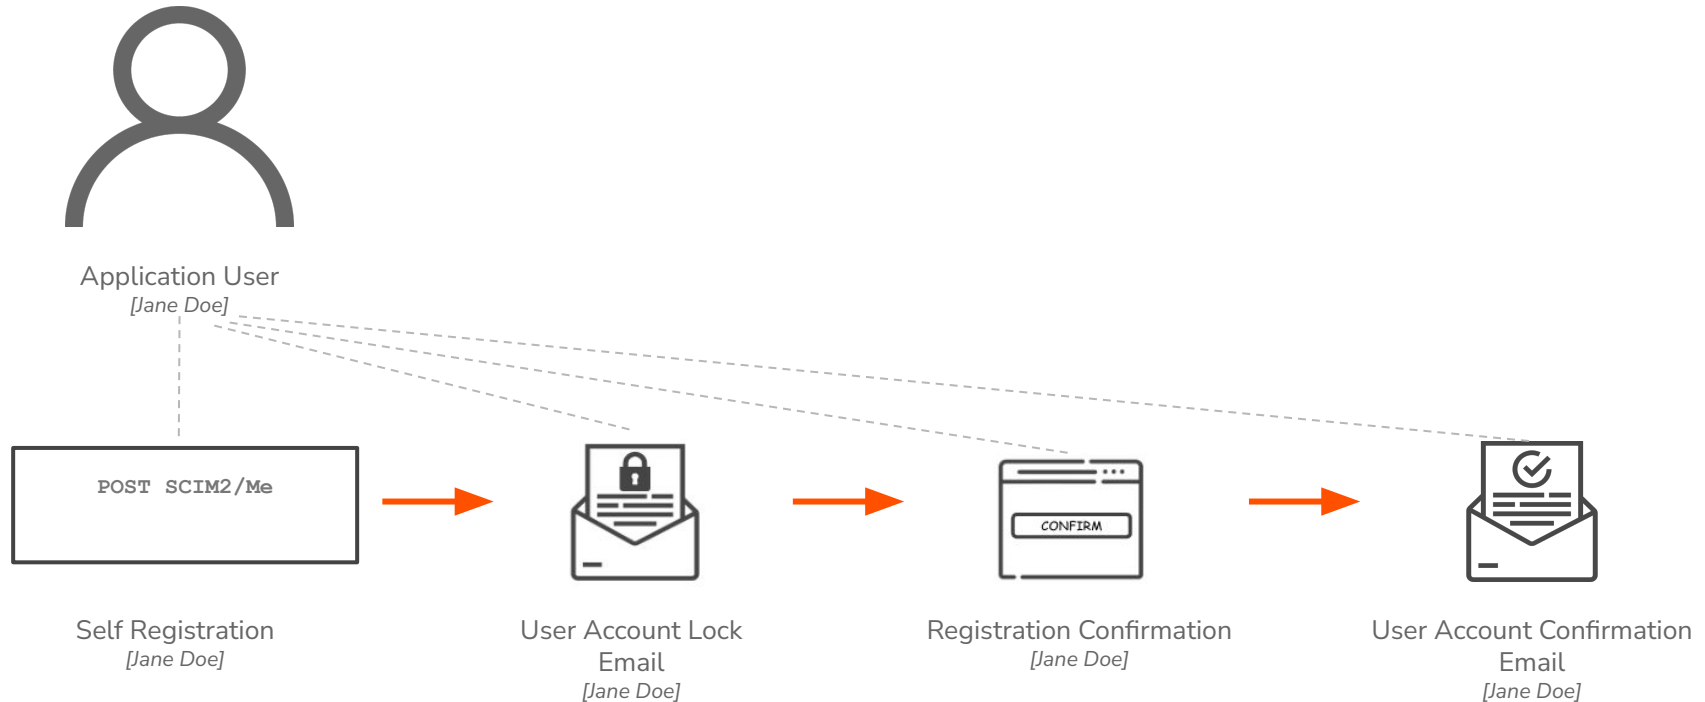 Application User
[Jane Doe]
POST SCIM2/Me
CONFIRM
Self Registration
[Jane Doe]
User Account Lock
Email
[Jane Doe]
Registration Confirmation
[Jane Doe]
User Account Confirmation
Email
[Jane Doe]